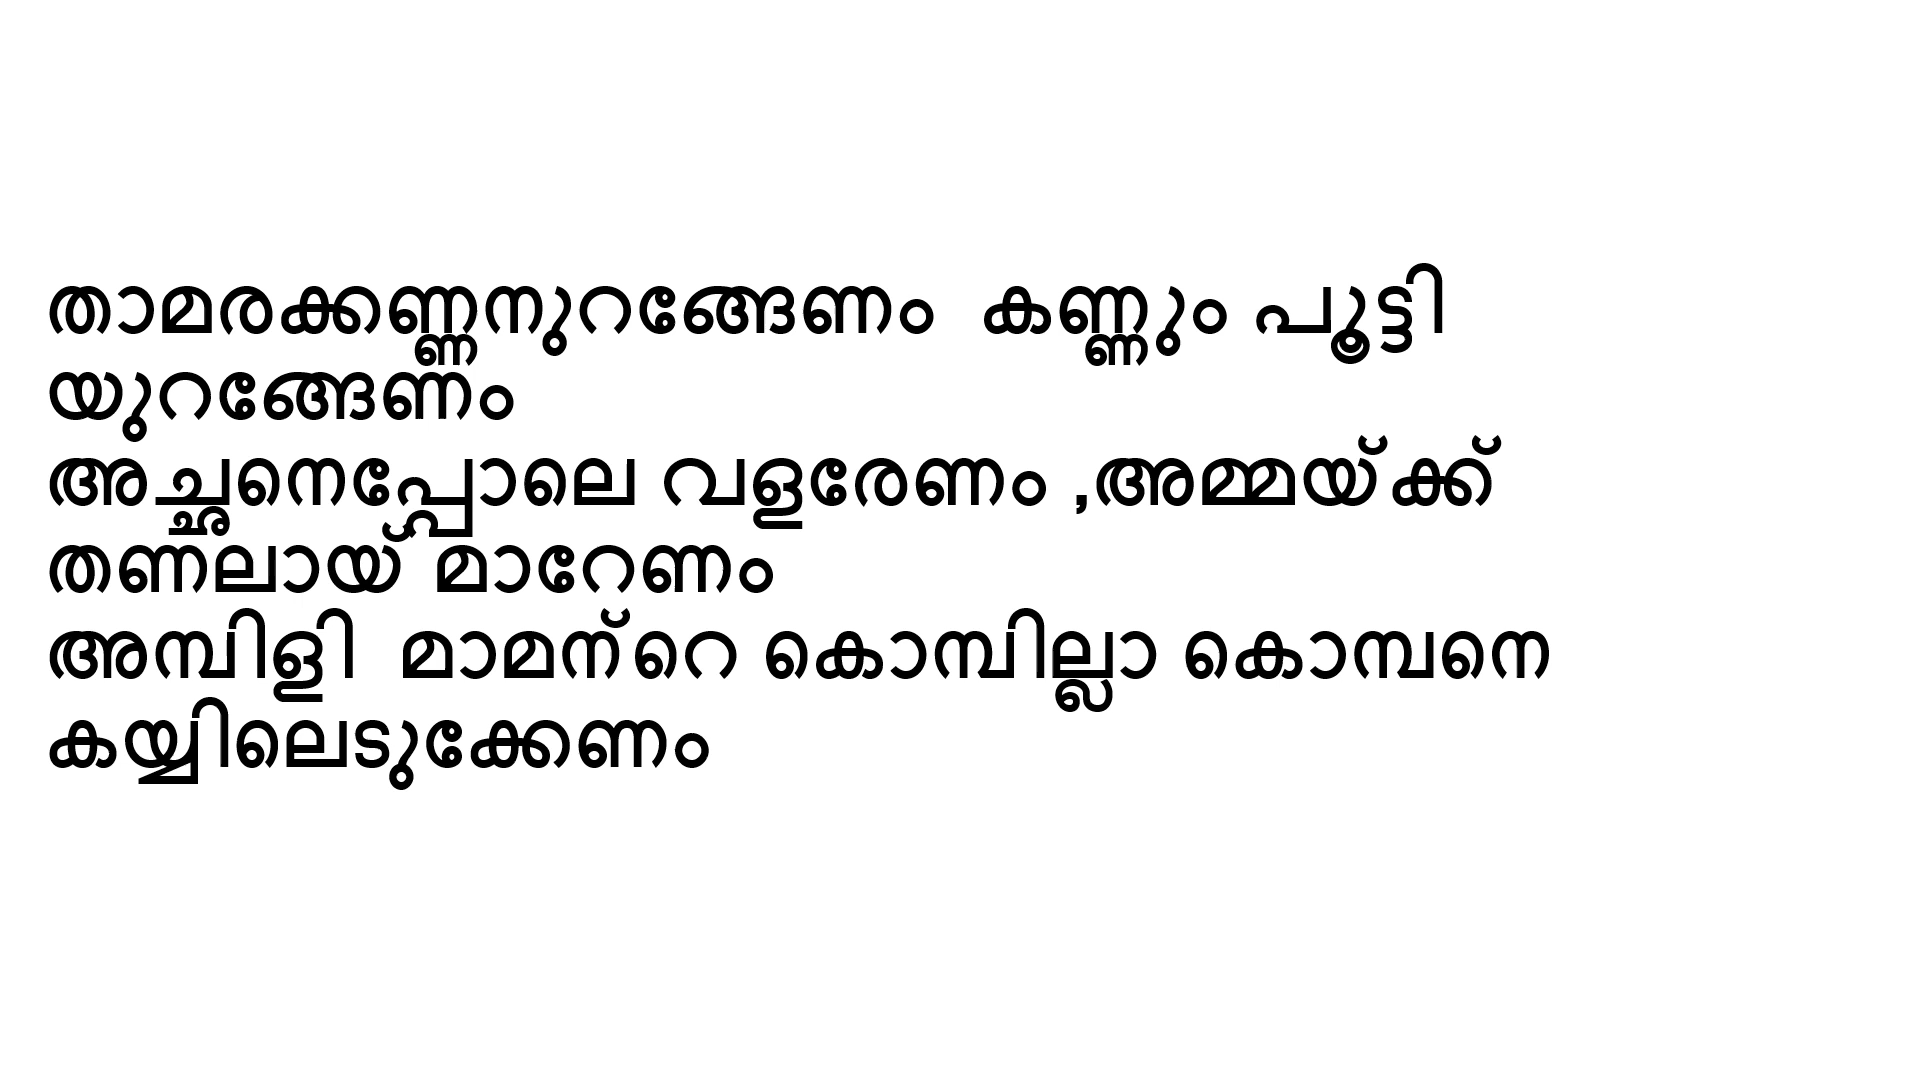 താമരക്കണ്ണനുറങ്ങേണം  കണ്ണും പൂട്ടി
യുറങ്ങേണം
അച്ഛനെപ്പോലെ വളരേണം ,അമ്മയ്ക്ക്
തണലായ് മാറേണം
അമ്പിളി  മാമന്‌റെ കൊമ്പില്ലാ കൊമ്പനെ
കയ്യിലെടുക്കേണം